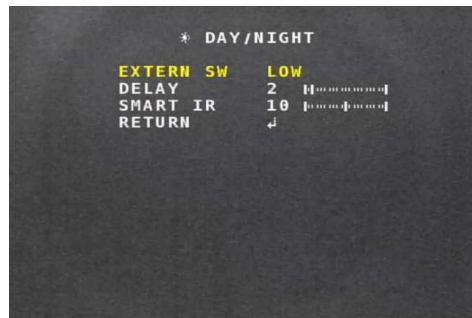 ☀ DAY/NIGHT
EXTERN SW LOW
DELAY 2
SMART IR 10
RETURN ↲